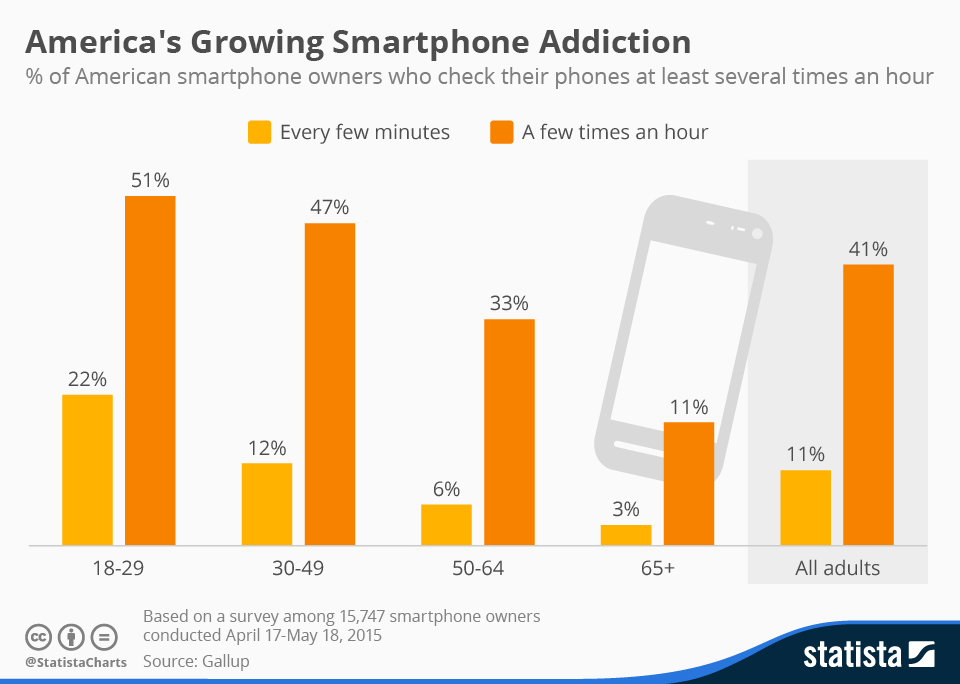 America's Growing Smartphone Addiction
% of American smartphone owners who check their phones at least several times an hour
Every few minutes
A few times an hour
22%
51%
12%
47%
6%
33%
3%
11%
11%
41%
18-29
30-49
50-64
65+
All adults
Based on a survey among 15,747 smartphone owners
conducted April 17-May 18, 2015
Source: Gallup
cc
@StatistaCharts
statista